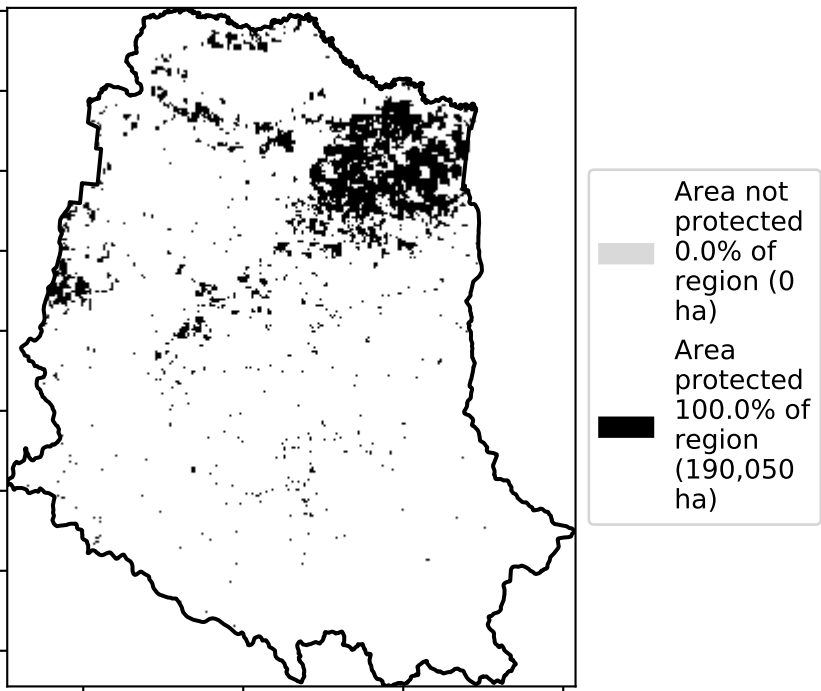 Area not
protected
0.0% of
region (0
ha)
Area
protected
100.0% of
region
(190,050
ha)